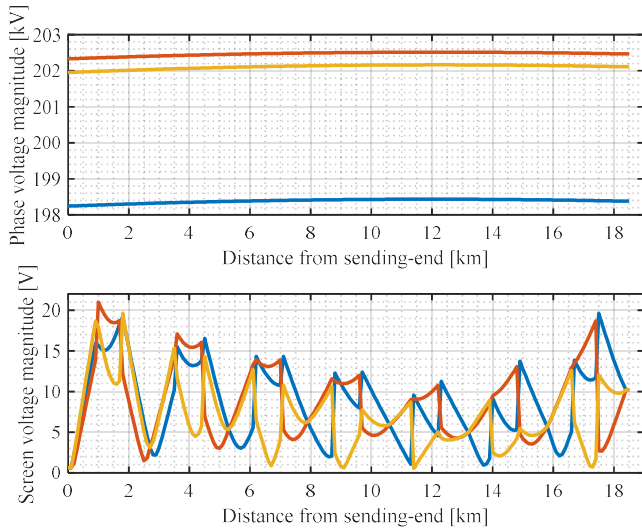 Phase voltage magnitude [kV]
203
202
201
200
199
198
0 2 4 6 8 10 12 14 16 18
Distance from sending-end [km]
Screen voltage magnitude [V]
20
15
10
5
0
0 2 4 6 8 10 12 14 16 18
Distance from sending-end [km]